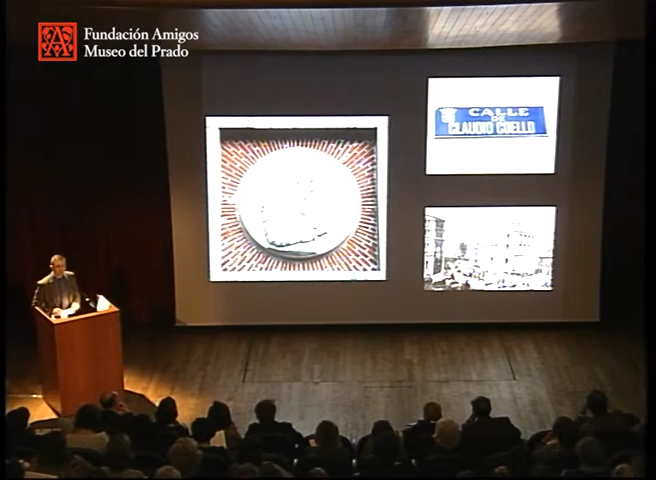 Fundación Amigos
Museo del Prado
CALLE
DE
CLAUDIO COELLO